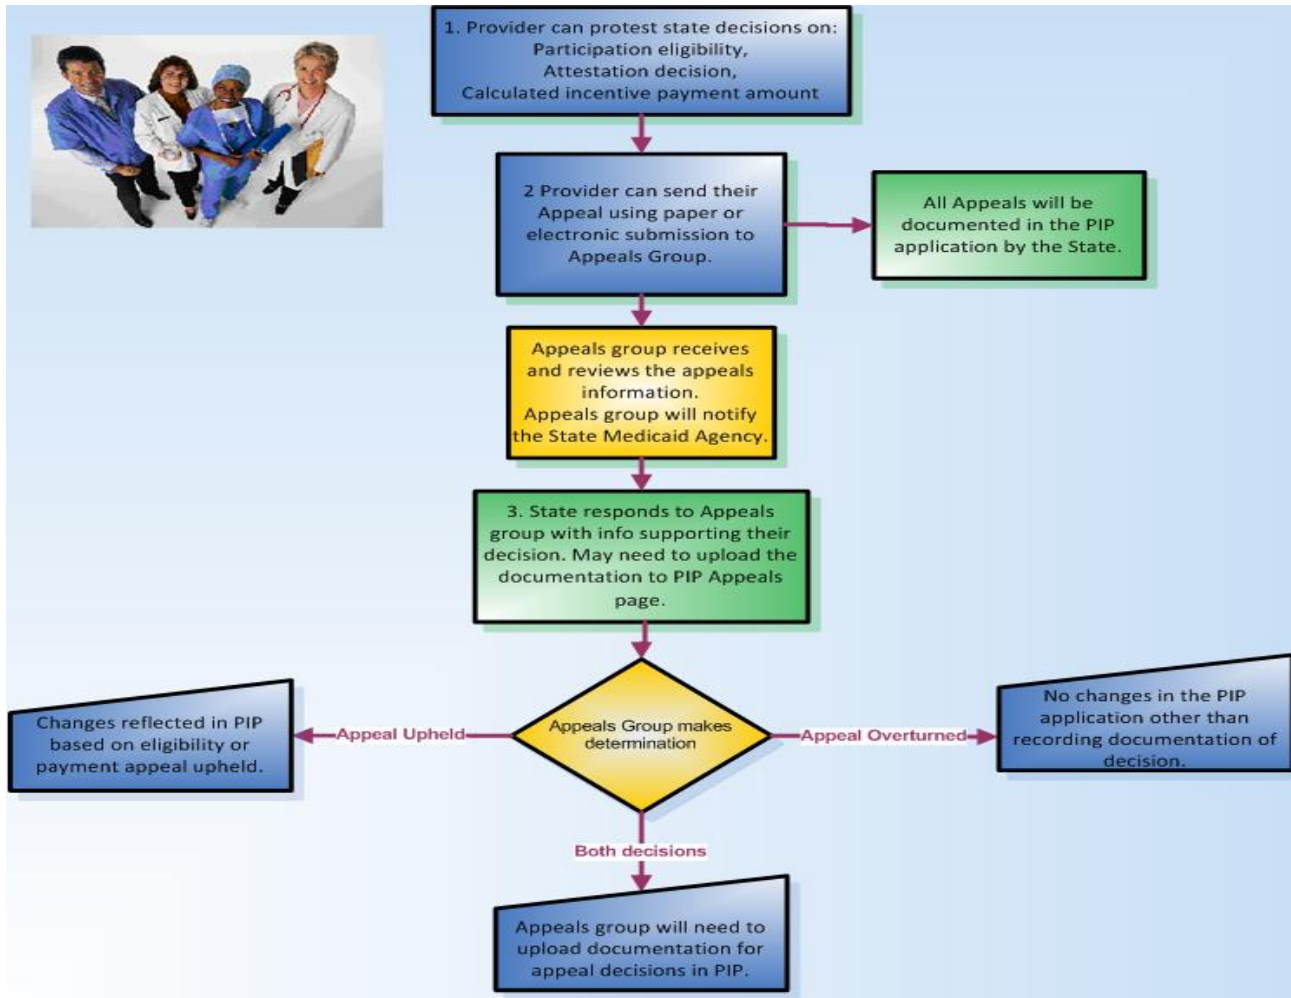 1. Provider can protest state decisions on:
Participation eligibility,
Attestation decision,
Calculated incentive payment amount
2 Provider can send their
Appeal using paper or
electronic submission to
Appeals Group.
All Appeals will be
documented in the PIP
application by the State.
Appeals group receives
and reviews the appeals
information.
Appeals group will notify
the State Medicaid Agency.
3. State responds to Appeals
group with info supporting their
decision. May need to upload the
documentation to PIP Appeals
page.
Appeals Group makes
determination
Appeal Upheld
Changes reflected in PIP
based on eligibility or
payment appeal upheld.
Appeal Overturned
No changes in the PIP
application other than
recording documentation of
decision.
Both decisions
Appeals group will need to
upload documentation for
appeal decisions in PIP.